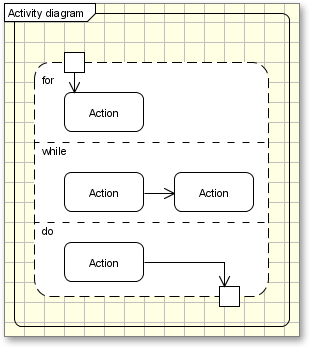 Activity diagram
for
Action
while
Action Action
do
Action